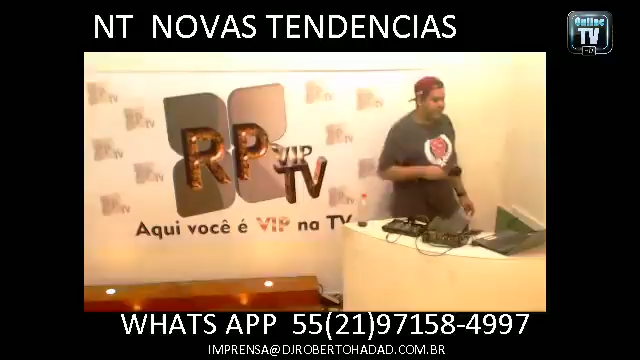 NT NOVAS TENDENCIAS
Online
TV
HD
RP
VIP
TV
Aqui você é VIP na TV
WHATS APP 55(21)97158-4997
IMPRENSA@DJROBERTOHADAD.COM.BR